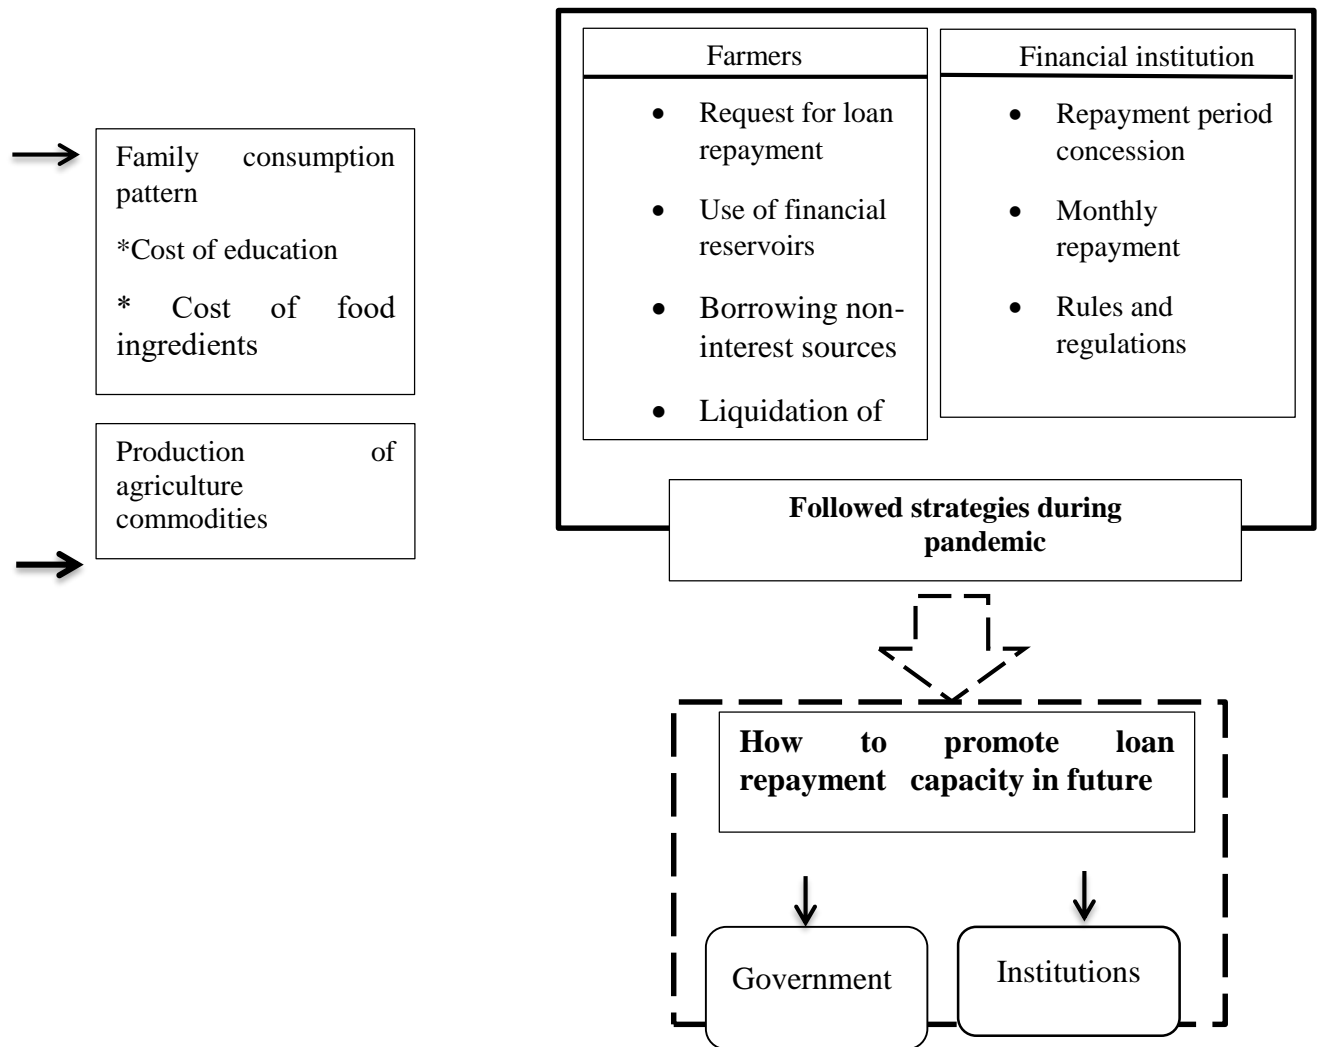 Family consumption
pattern
*Cost of education
* Cost of food
ingredients
Production of
agriculture
commodities
Farmers
• Request for loan
repayment
• Use of financial
reservoirs
• Borrowing non-
interest sources
• Liquidation of
Financial institution
• Repayment period
concession
• Monthly
repayment
• Rules and
regulations
Followed strategies during
pandemic
How to promote loan
repayment capacity in future
Government
Institutions